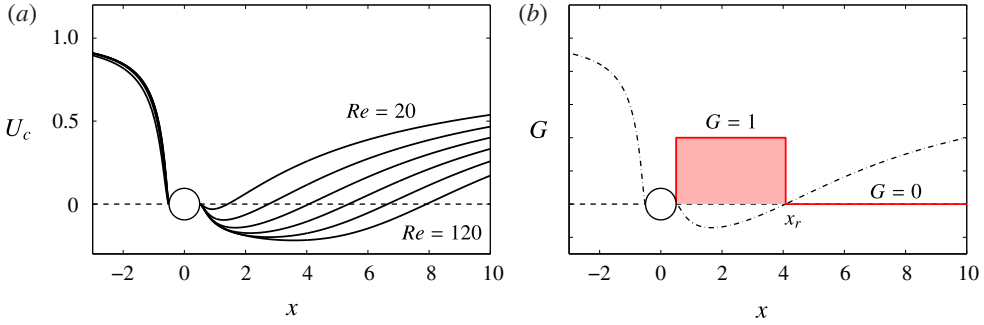 (a)
1.0
0.5
0
U_c
Re = 20
Re = 120
−2 0 2 4 6 8 10
x
(b)
G
G = 1
G = 0
x_r
−2 0 2 4 6 8 10
x